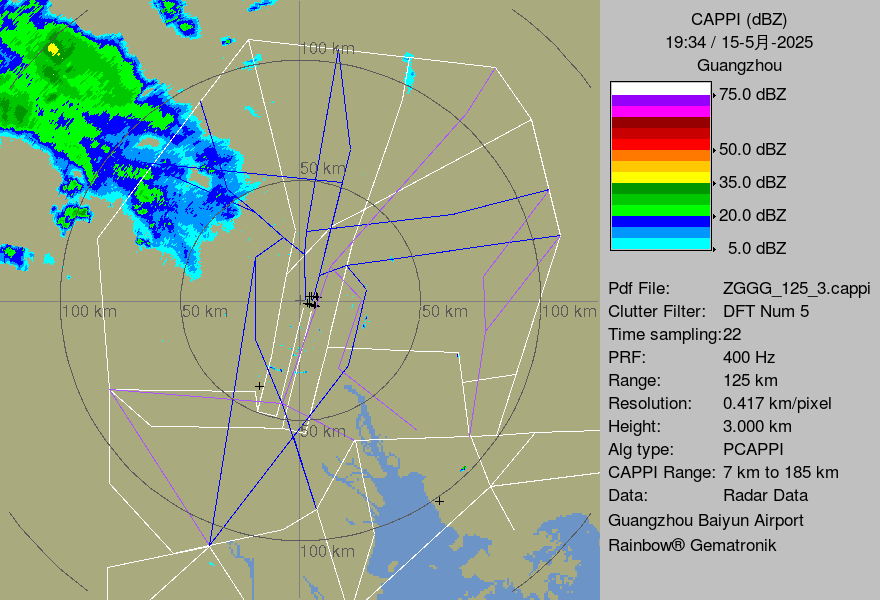 CAPPI (dBZ)
19:34 / 15-5月-2025
Guangzhou
75.0 dBZ
50.0 dBZ
35.0 dBZ
20.0 dBZ
5.0 dBZ
Pdf File: ZGGG_125_3.cappi
Clutter Filter: DFT Num 5
Time sampling:22
PRF: 400 Hz
Range: 125 km
Resolution: 0.417 km/pixel
Height: 3.000 km
Alg type: PCAPPI
CAPPI Range: 7 km to 185 km
Data: Radar Data
Guangzhou Baiyun Airport
Rainbow® Gematronik
100 km
50 km
100 km
50 km
50 km
100 km
50 km
100 km